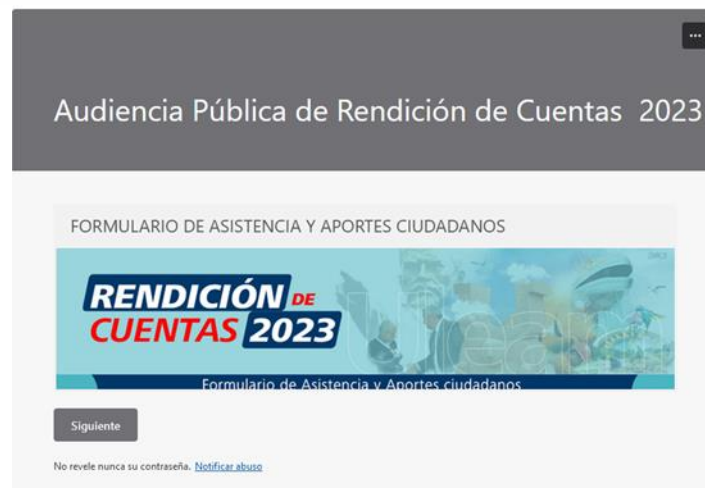 Audiencia Pública de Rendición de Cuentas 2023
FORMULARIO DE ASISTENCIA Y APORTES CIUDADANOS
RENDICIÓN DE
CUENTAS 2023
Uleam
Formulario de Asistencia y Aportes ciudadanos
Siguiente
No revele nunca su contraseña. Notificar abuso